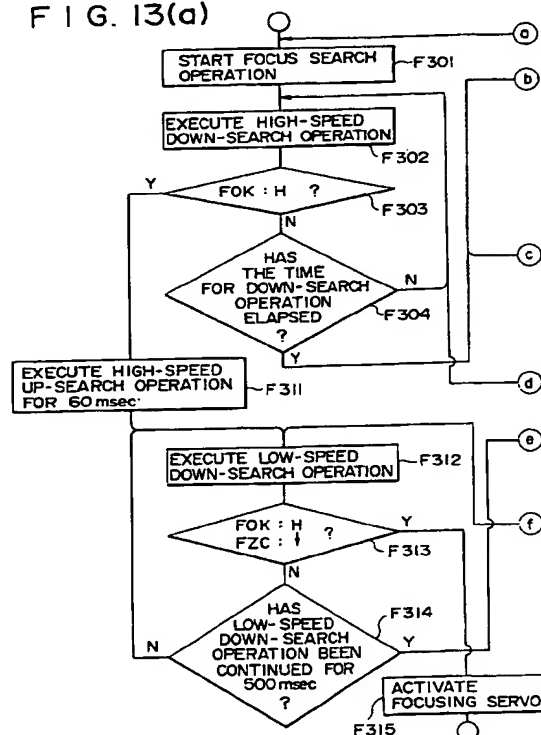 FIG. 13(a)
a
START FOCUS SEARCH
OPERATION
F301
b
EXECUTE HIGH-SPEED
DOWN-SEARCH OPERATION
F302
Y
FOK : H ?
F303
N
HAS
THE TIME
FOR DOWN-SEARCH
OPERATION
ELAPSED
?
N
F304
c
Y
EXECUTE HIGH-SPEED
UP-SEARCH OPERATION
FOR 60 msec
F311
d
e
EXECUTE LOW-SPEED
DOWN-SEARCH OPERATION
F312
f
FOK : H
FZC : ↓
?
Y
F313
N
HAS
LOW-SPEED
DOWN-SEARCH
OPERATION BEEN
CONTINUED FOR
500 msec
?
F314
N
Y
ACTIVATE
FOCUSING SERVO
F315